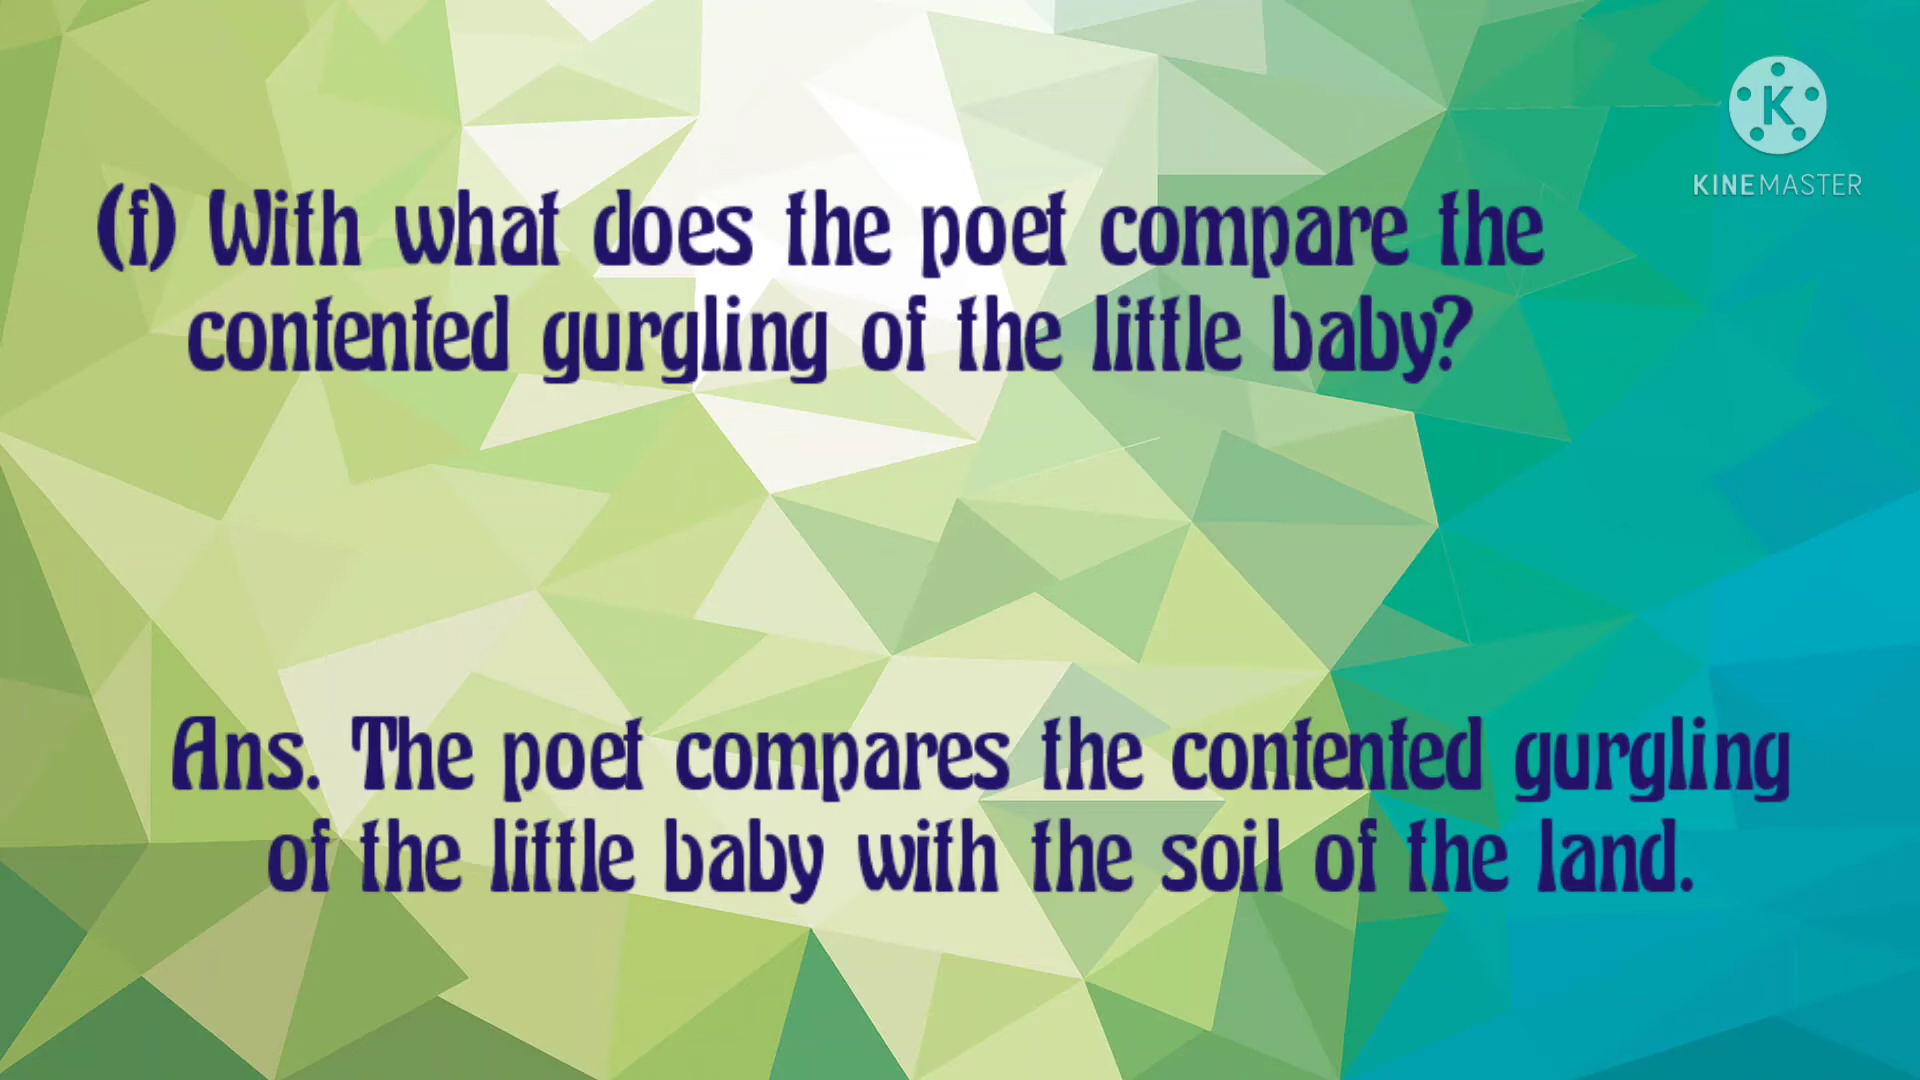 K
KINEMASTER
(f) With what does the poet compare the
contented gurgling of the little baby?
Ans. The poet compares the contented gurgling
of the little baby with the soil of the land.